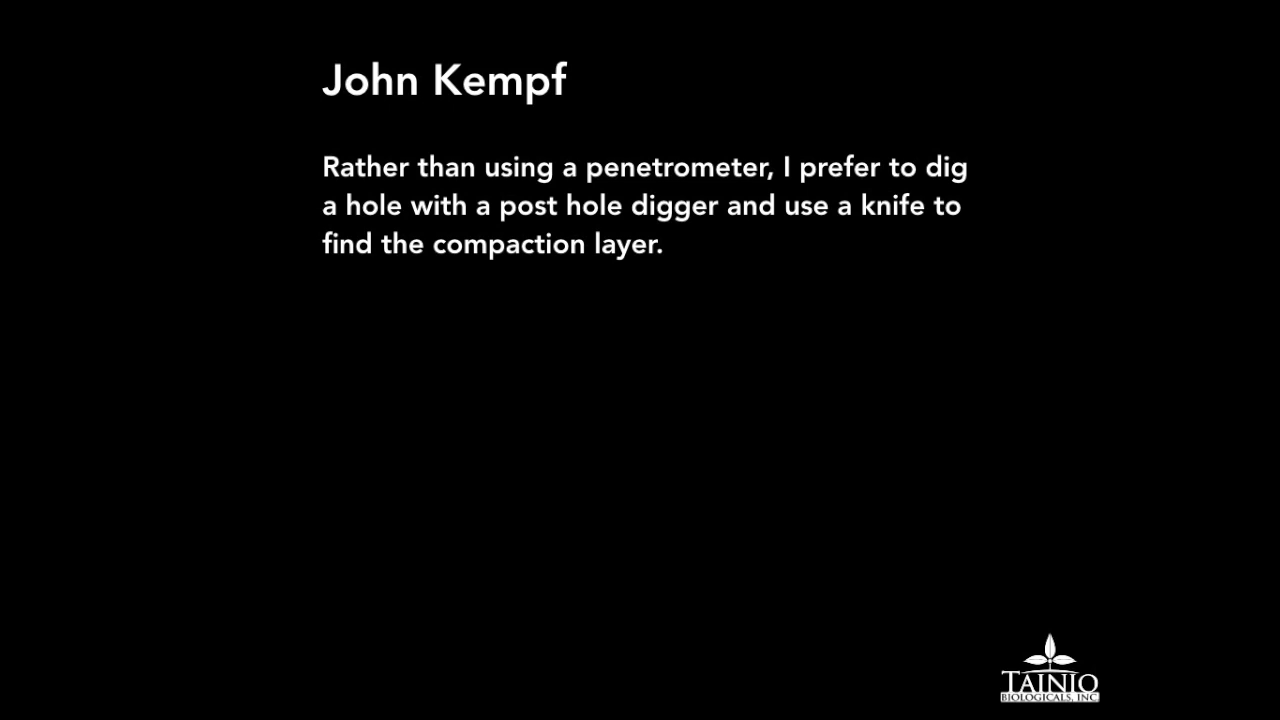 John Kempf
Rather than using a penetrometer, I prefer to dig
a hole with a post hole digger and use a knife to
find the compaction layer.
TAINIO
BIOLOGICALS, INC